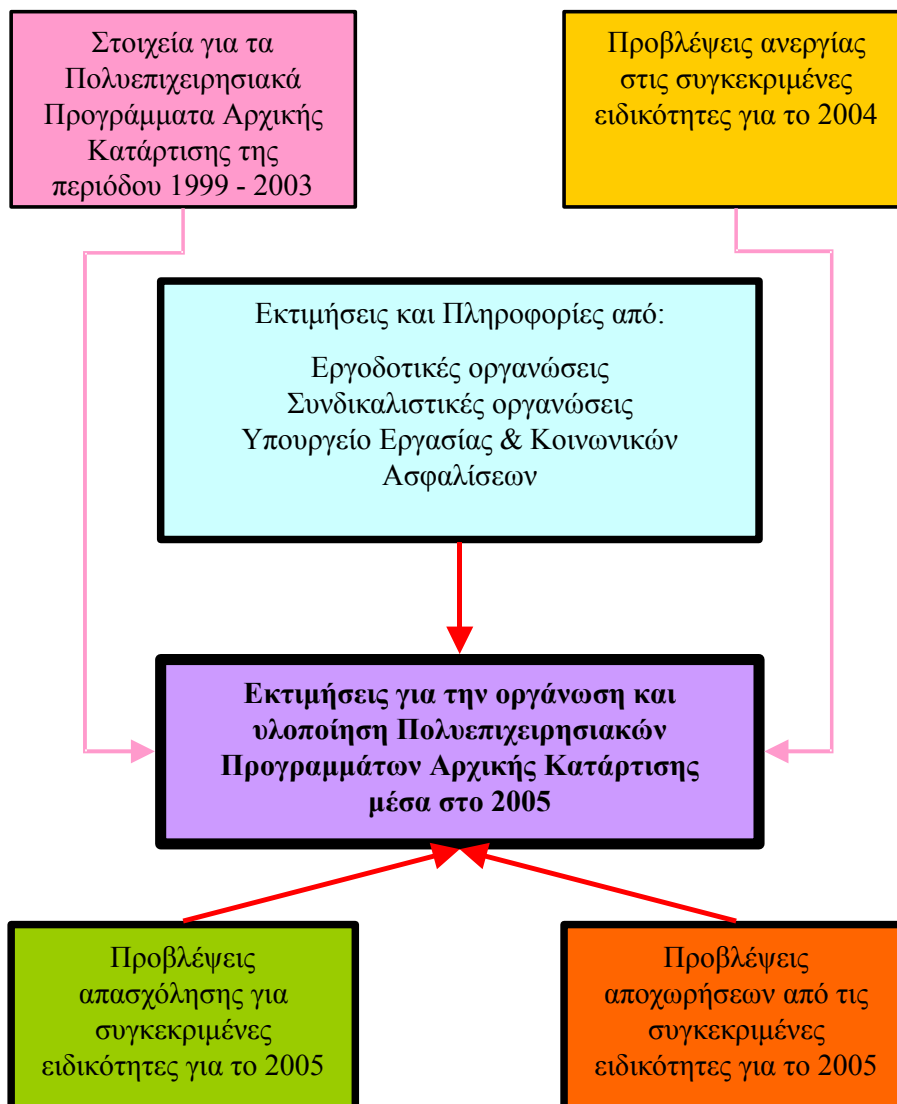 Στοιχεία για τα
Πολυεπιχειρησιακά
Προγράμματα Αρχικής
Κατάρτισης της
περιόδου 1999 - 2003
Προβλέψεις ανεργίας
στις συγκεκριμένες
ειδικότητες για το 2004
Εκτιμήσεις και Πληροφορίες από:
Εργοδοτικές οργανώσεις
Συνδικαλιστικές οργανώσεις
Υπουργείο Εργασίας & Κοινωνικών
Ασφαλίσεων
Εκτιμήσεις για την οργάνωση και
υλοποίηση Πολυεπιχειρησιακών
Προγραμμάτων Αρχικής Κατάρτισης
μέσα στο 2005
Προβλέψεις
απασχόλησης για
συγκεκριμένες
ειδικότητες για το 2005
Προβλέψεις
αποχωρήσεων από τις
συγκεκριμένες
ειδικότητες για το 2005